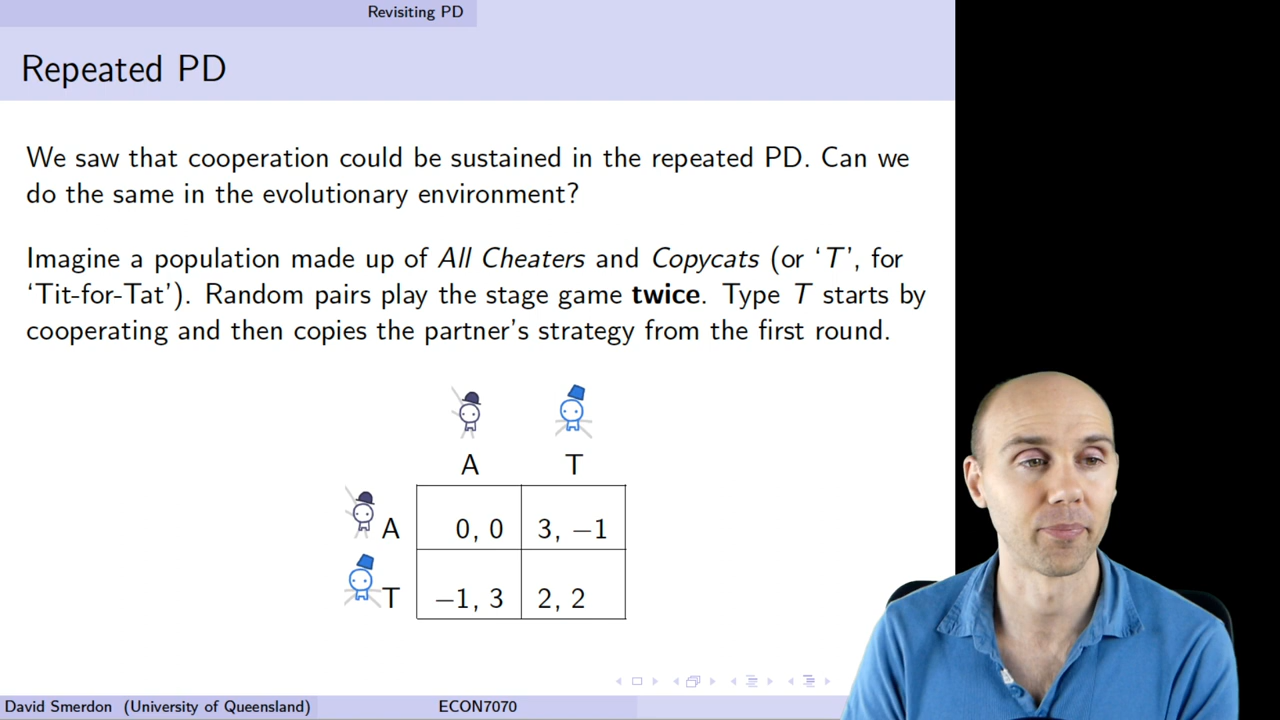 Revisiting PD
Repeated PD
We saw that cooperation could be sustained in the repeated PD. Can we
do the same in the evolutionary environment?
Imagine a population made up of All Cheaters and Copycats (or ‘T’, for
‘Tit-for-Tat’). Random pairs play the stage game twice. Type T starts by
cooperating and then copies the partner’s strategy from the first round.
A T
A 0, 0 3, −1
T −1, 3 2, 2
David Smerdon (University of Queensland) ECON7070